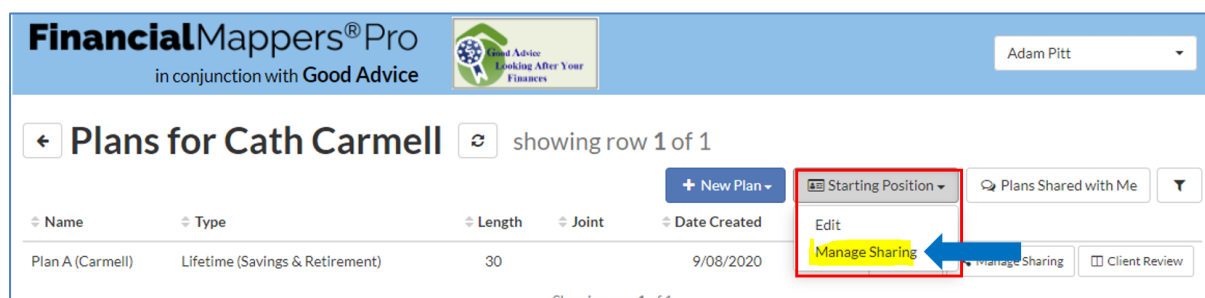 FinancialMappers®Pro
in conjunction with Good Advice
Good Advice
Looking After Your
Finances
Adam Pitt
Plans for Cath Carmell showing row 1 of 1
+ New Plan Starting Position Plans Shared with Me
Name Type Length Joint Date Created
Edit
Manage Sharing
Plan A (Carmell) Lifetime (Savings & Retirement) 30 9/08/2020 Manage Sharing Client Review